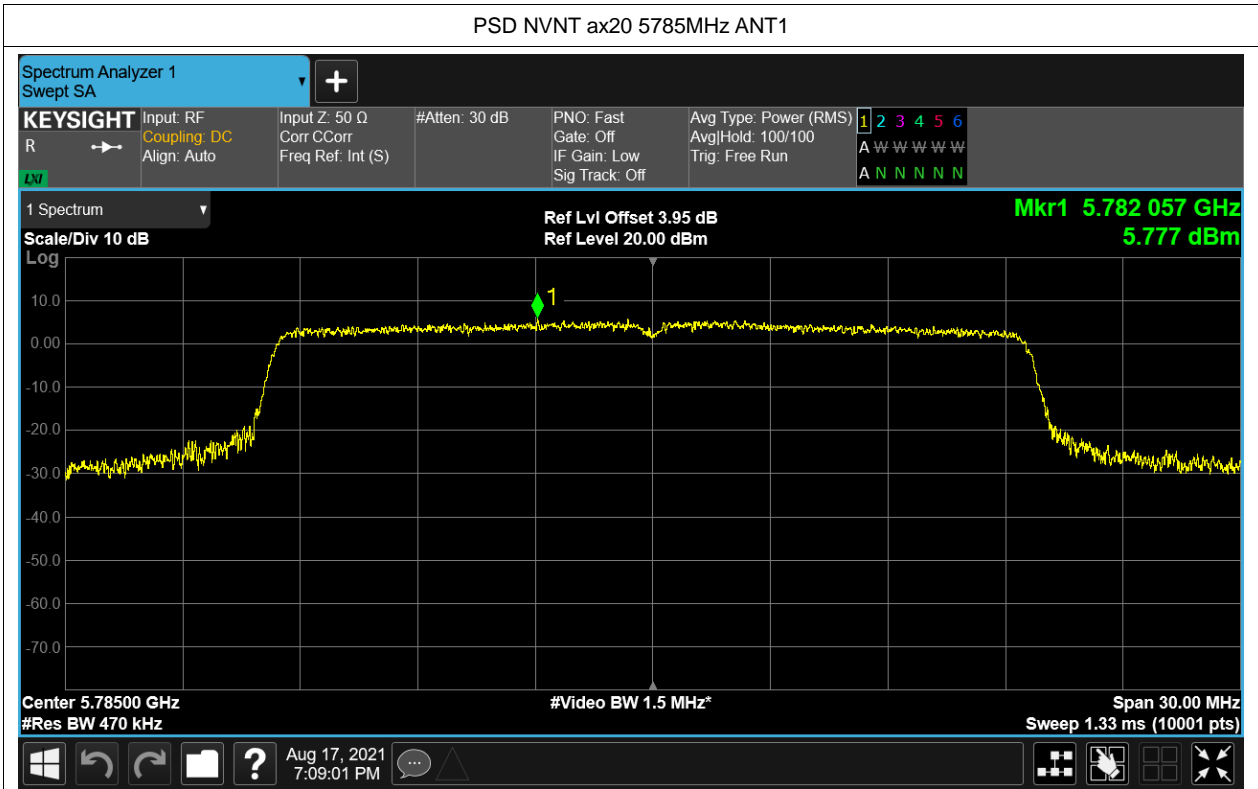 PSD NVNT ax20 5785MHz ANT1
Spectrum Analyzer 1
Swept SA
KEYSIGHT Input: RF Input Z: 50 Ω #Atten: 30 dB PNO: Fast Avg Type: Power (RMS) 1 2 3 4 5 6
R Coupling: DC Corr CCorr Gate: Off Avg|Hold: 100/100 A W W W W W
Align: Auto Freq Ref: Int (S) IF Gain: Low Trig: Free Run
LXI Sig Track: Off A N N N N N
1 Spectrum Ref Lvl Offset 3.95 dB Mkr1 5.782 057 GHz
Scale/Div 10 dB Ref Level 20.00 dBm 5.777 dBm
Log
1
10.0
0.00
-10.0
-20.0
-30.0
-40.0
-50.0
-60.0
-70.0
Center 5.78500 GHz #Video BW 1.5 MHz* Span 30.00 MHz
#Res BW 470 kHz Sweep 1.33 ms (10001 pts)
? Aug 17, 2021
7:09:01 PM